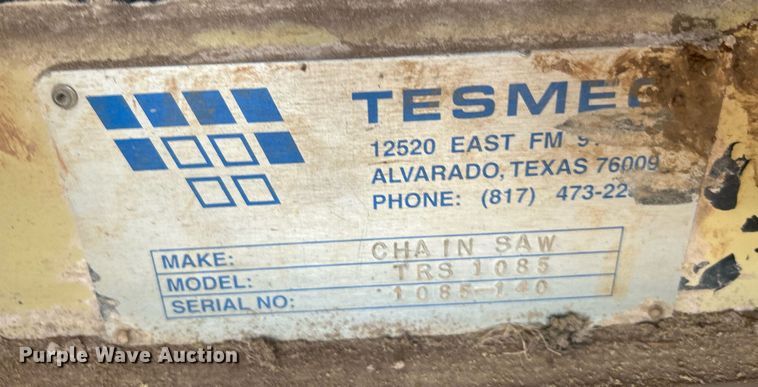 TESMEC
12520 EAST FM
ALVARADO, TEXAS 76009
PHONE: (817) 473-22
MAKE: CHAIN SAW
MODEL: TRS 1085
SERIAL NO: 1085-140
Purple Wave Auction